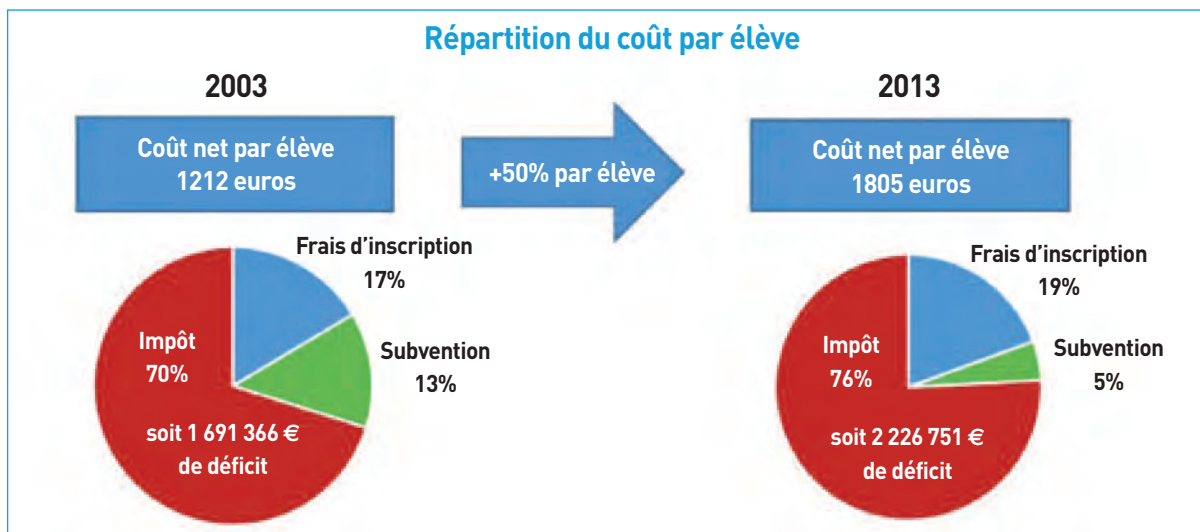 Répartition du coût par élève
2003
Coût net par élève
1212 euros
+50% par élève
2013
Coût net par élève
1805 euros
Frais d'inscription
17%
Impôt
70%
Subvention
13%
soit 1 691 366 €
de déficit
Frais d'inscription
19%
Impôt
76%
Subvention
5%
soit 2 226 751 €
de déficit